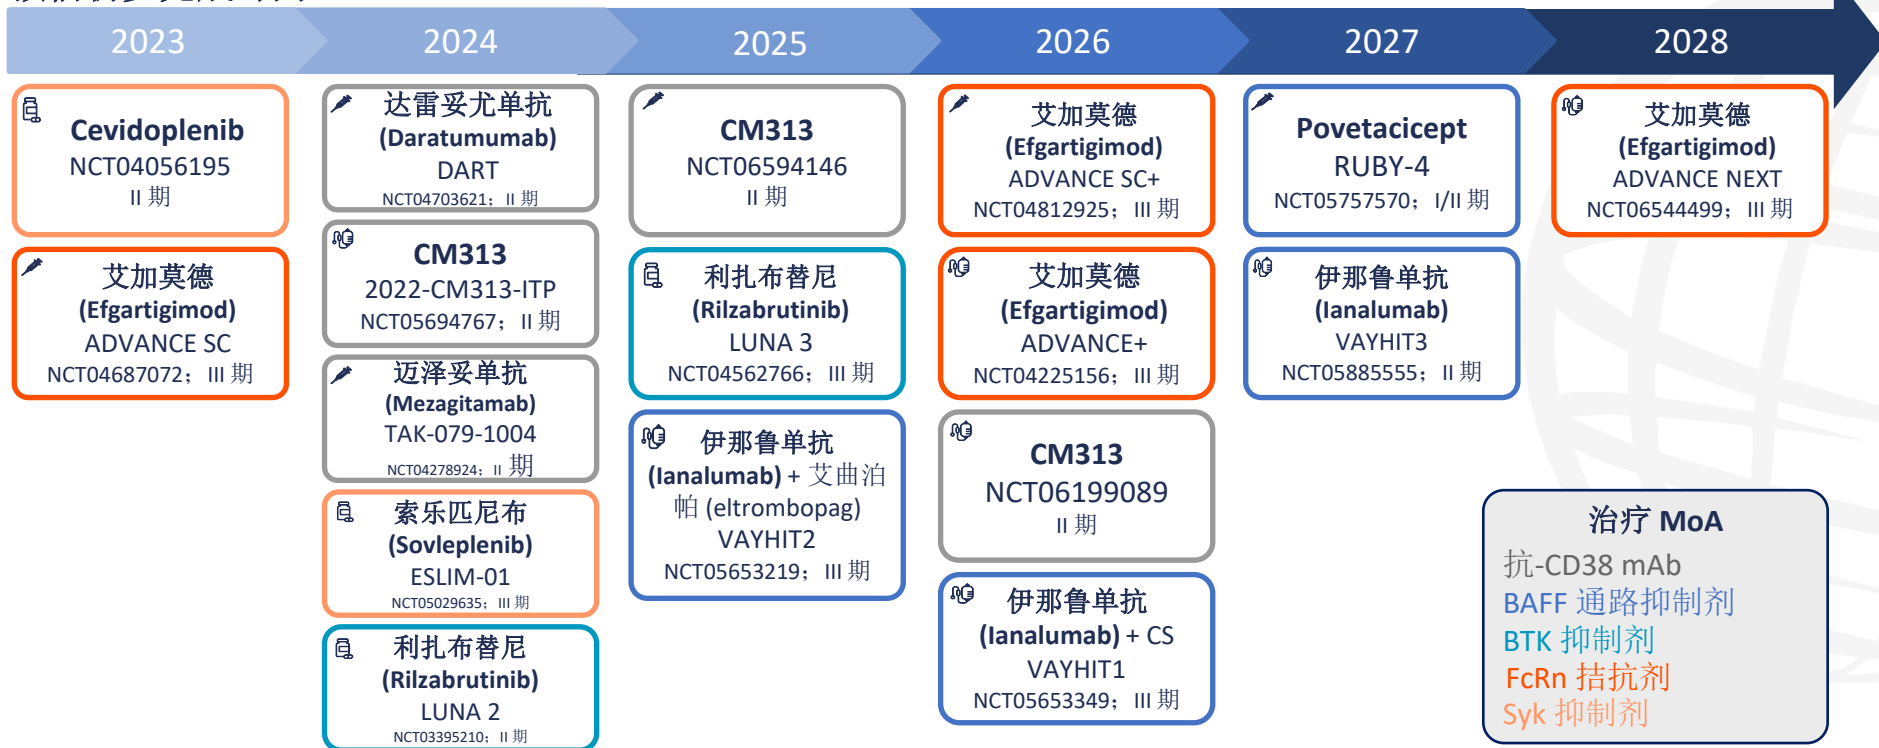 2023
2024
2025
2026
2027
2028
Cevidoplenib
NCT04056195
II 期
艾加莫德
(Efgartigimod)
ADVANCE SC
NCT04687072；III 期
达雷妥尤单抗
(Daratumumab)
DART
NCT04703621；II 期
CM313
2022-CM313-ITP
NCT05694767；II 期
迈泽妥单抗
(Mezagitamab)
TAK-079-1004
NCT04278924；II 期
索乐匹尼布
(Sovleplenib)
ESLIM-01
NCT05029635；III 期
利扎布替尼
(Rilzabrutinib)
LUNA 2
NCT03395210；II 期
CM313
NCT06594146
II 期
利扎布替尼
(Rilzabrutinib)
LUNA 3
NCT04562766；III 期
伊那鲁单抗
(Ianalumab) + 艾曲泊
帕 (eltrombopag)
VAYHIT2
NCT05653219；III 期
艾加莫德
(Efgartigimod)
ADVANCE SC+
NCT04812925；III 期
艾加莫德
(Efgartigimod)
ADVANCE+
NCT04225156；III 期
CM313
NCT06199089
II 期
伊那鲁单抗
(Ianalumab) + CS
VAYHIT1
NCT05653349；III 期
Povetacicept
RUBY-4
NCT05757570；I/II 期
伊那鲁单抗
(Ianalumab)
VAYHIT3
NCT05885555；II 期
艾加莫德
(Efgartigimod)
ADVANCE NEXT
NCT06544499；III 期
治疗 MoA
抗-CD38 mAb
BAFF 通路抑制剂
BTK 抑制剂
FcRn 拮抗剂
Syk 抑制剂